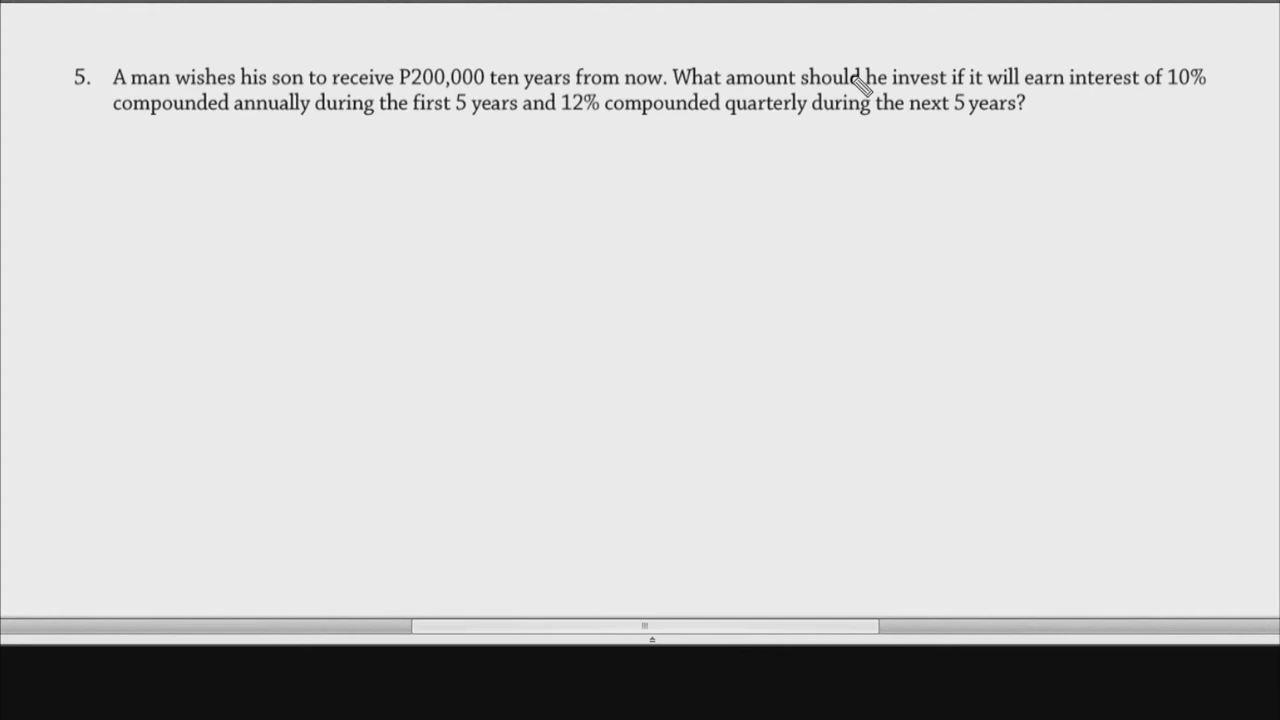 5. A man wishes his son to receive P200,000 ten years from now. What amount should he invest if it will earn interest of 10%
compounded annually during the first 5 years and 12% compounded quarterly during the next 5 years?